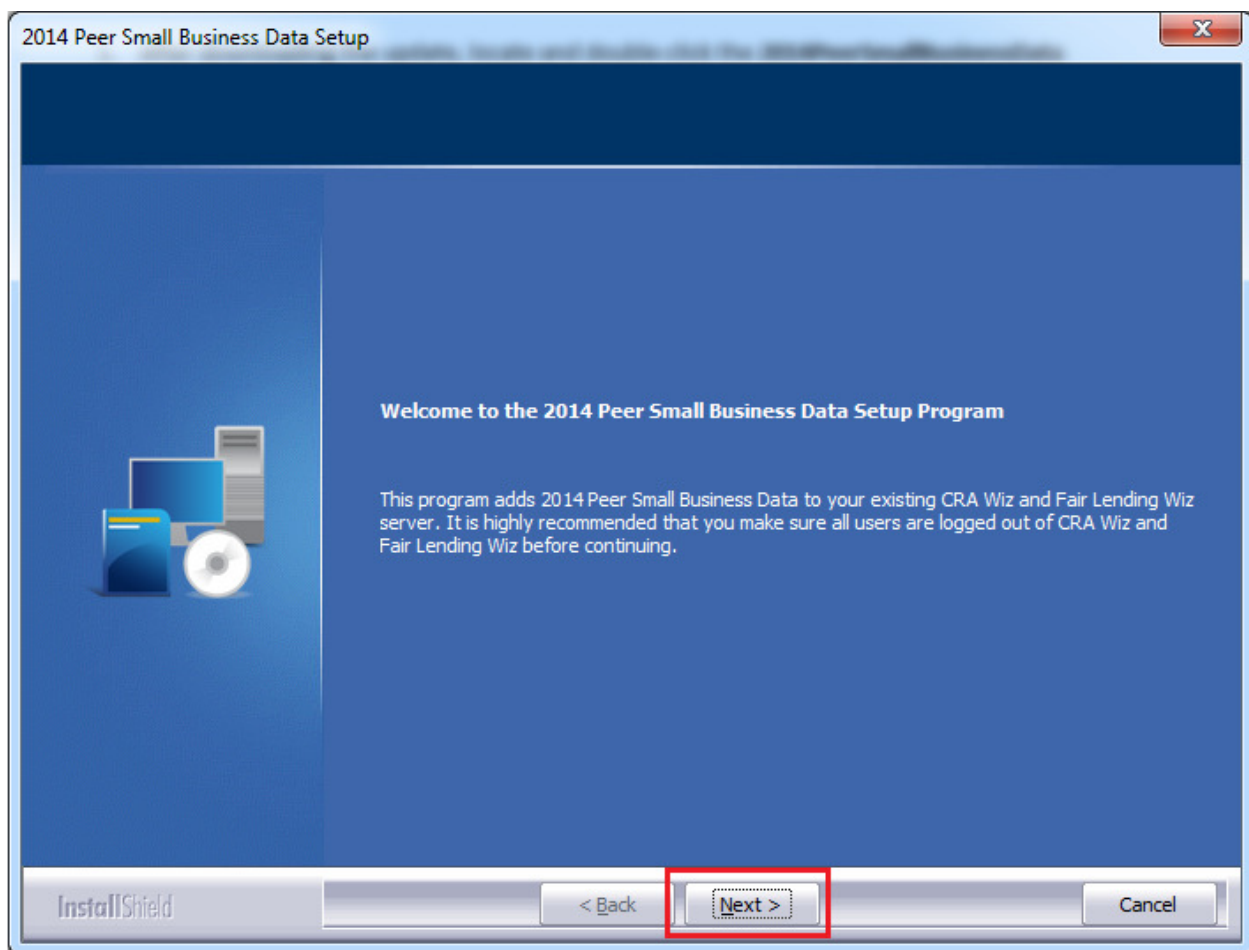 2014 Peer Small Business Data Setup
Welcome to the 2014 Peer Small Business Data Setup Program
This program adds 2014 Peer Small Business Data to your existing CRA Wiz and Fair Lending Wiz
server. It is highly recommended that you make sure all users are logged out of CRA Wiz and
Fair Lending Wiz before continuing.
InstallShield
< Back
Next >
Cancel